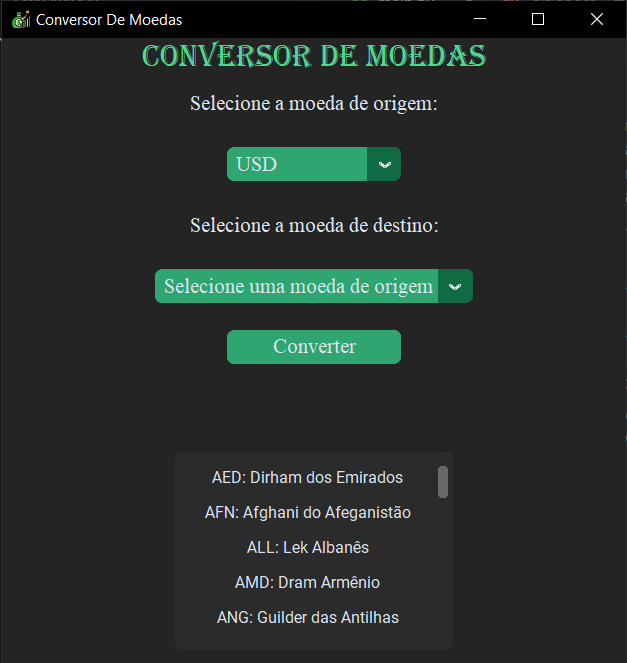 Conversor De Moedas
CONVERSOR DE MOEDAS
Selecione a moeda de origem:
USD
Selecione a moeda de destino:
Selecione uma moeda de origem
Converter
AED: Dirham dos Emirados
AFN: Afghani do Afeganistão
ALL: Lek Albanês
AMD: Dram Armênio
ANG: Guilder das Antilhas